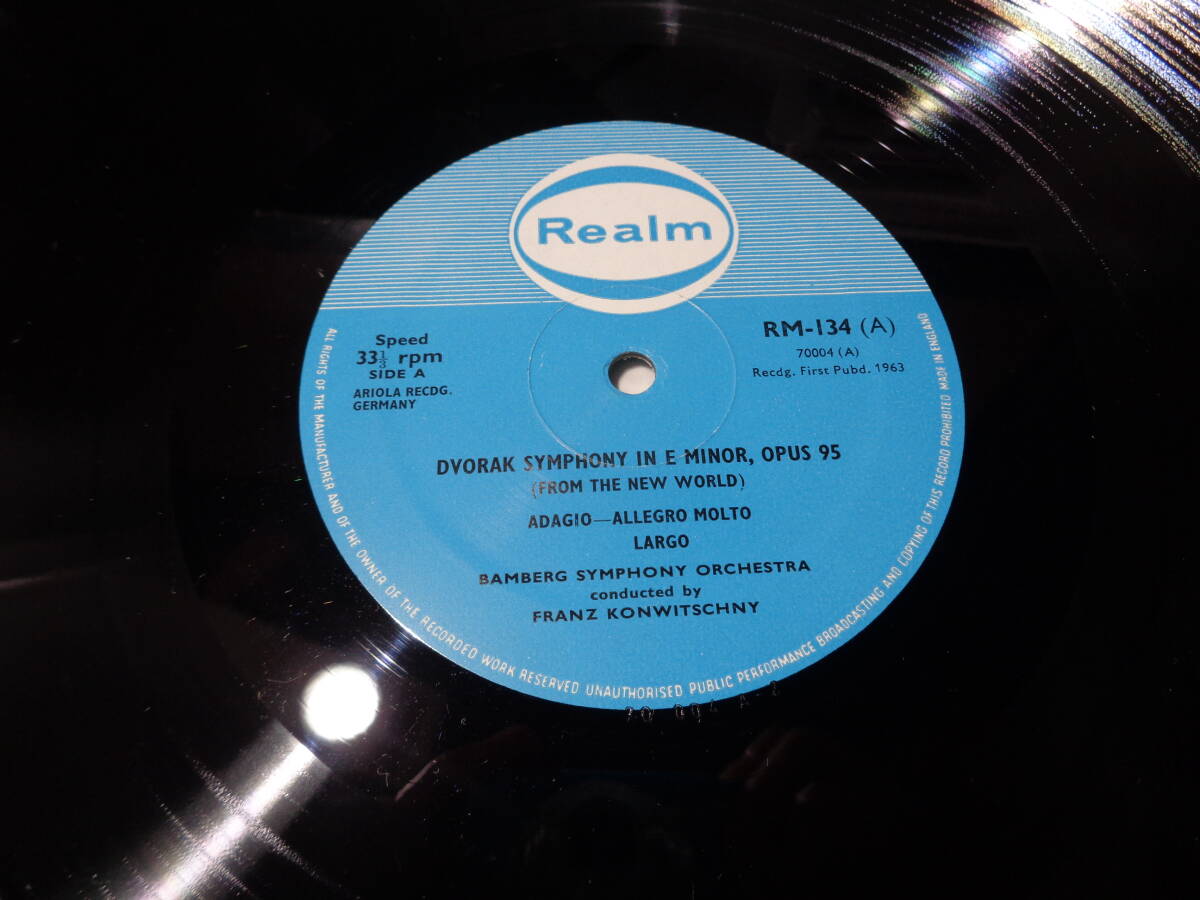 Realm
Speed
33⅓ rpm
SIDE A
ARIOLA RECDG.
GERMANY
RM-134 (A)
70004 (A)
Recdg. First Pubd. 1963
DVORAK SYMPHONY IN E MINOR, OPUS 95
(FROM THE NEW WORLD)
ADAGIO—ALLEGRO MOLTO
LARGO
BAMBERG SYMPHONY ORCHESTRA
conducted by
FRANZ KONWITSCHNY
ALL RIGHTS OF THE MANUFACTURER AND OF THE OWNER OF THE RECORDED WORK RESERVED UNAUTHORISED PUBLIC PERFORMANCE BROADCASTING AND COPYING OF THIS RECORD PROHIBITED MADE IN ENGLAND